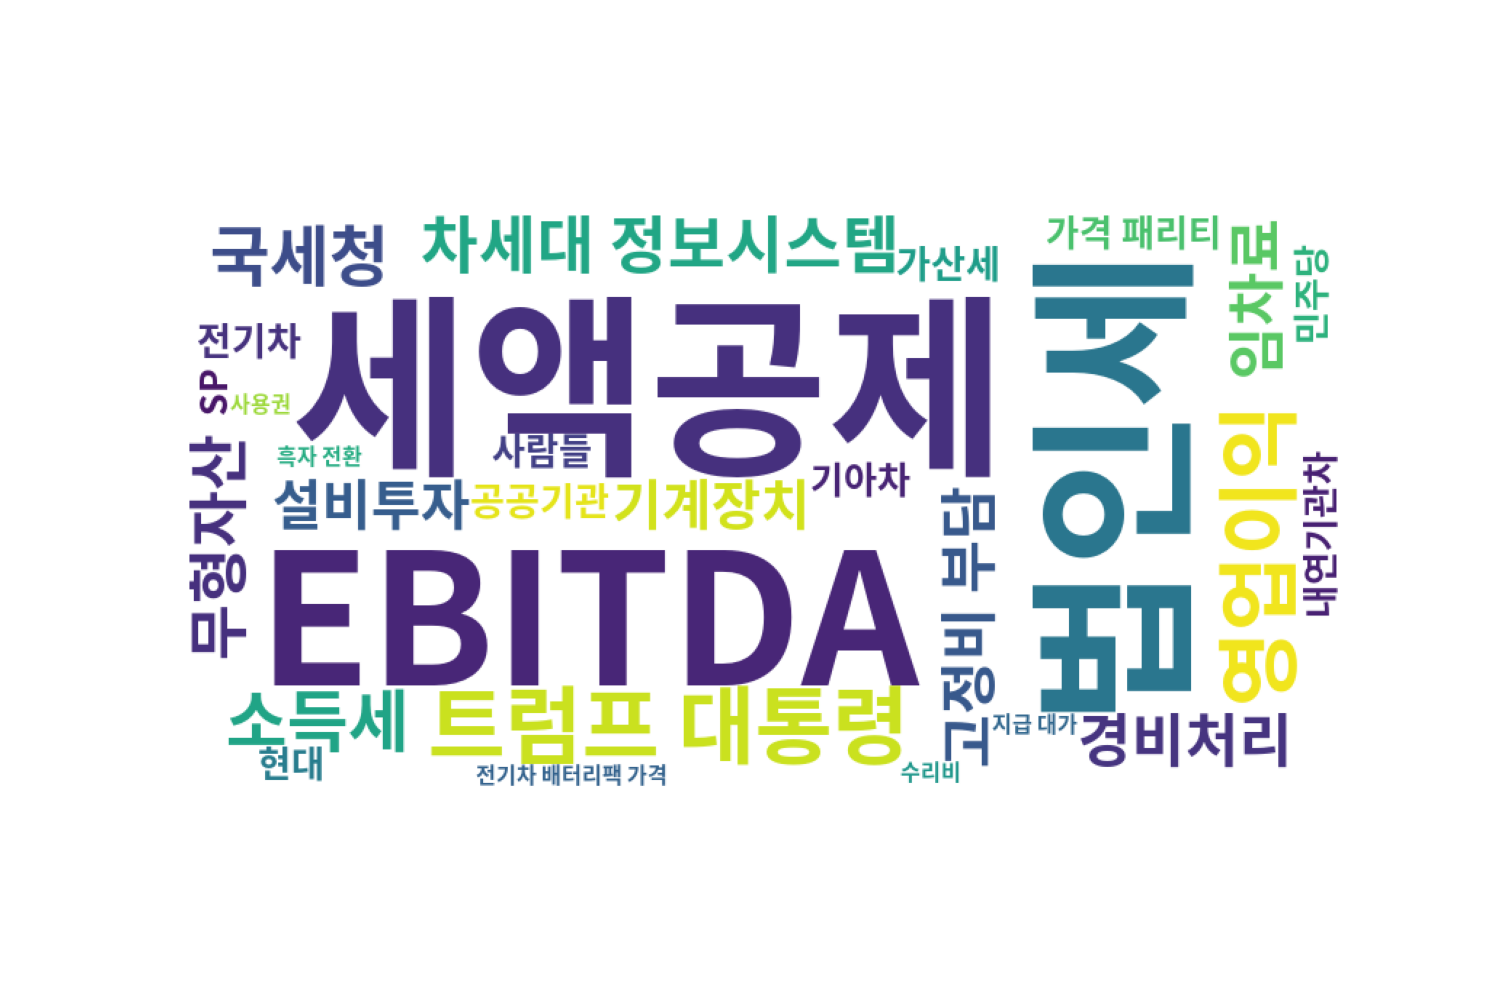 국세청
차세대 정보시스템
가산세
가격 패리티
임차료
민주당
전기차
세액공제
법인세
SP
사용권
흑자 전환
사람들
기아차
영업이익
내연기관차
무형자산
설비투자
공공기관
기계장치
고정비 부담
EBITDA
소득세
트럼프 대통령
지급 대가
경비처리
현대
전기차 배터리팩 가격
수리비